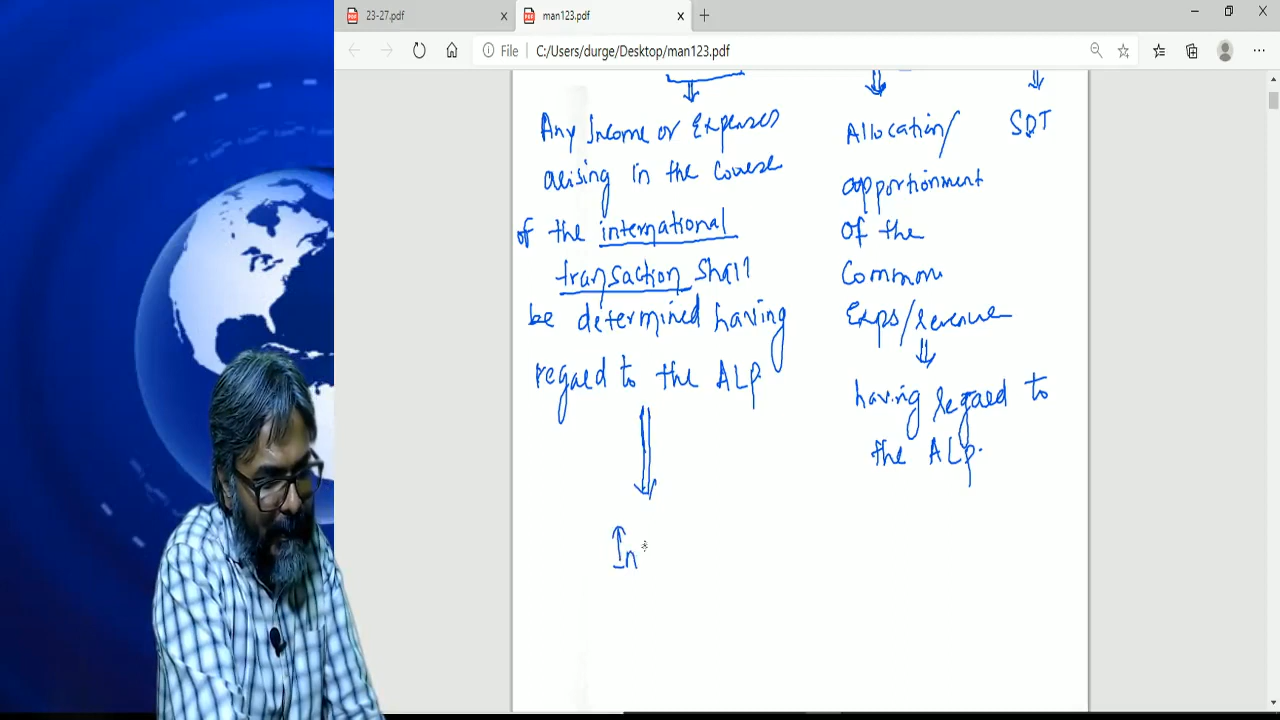 23-27.pdf
man123.pdf
File
C:/Users/durge/Desktop/man123.pdf
Any Income or Expenses
arising in the course
of the international
transaction shall
be determined having
regard to the ALP
In
Allocation/
apportionment
of the
Common
Exps/revenue
having regard to
the ALP.
SDT